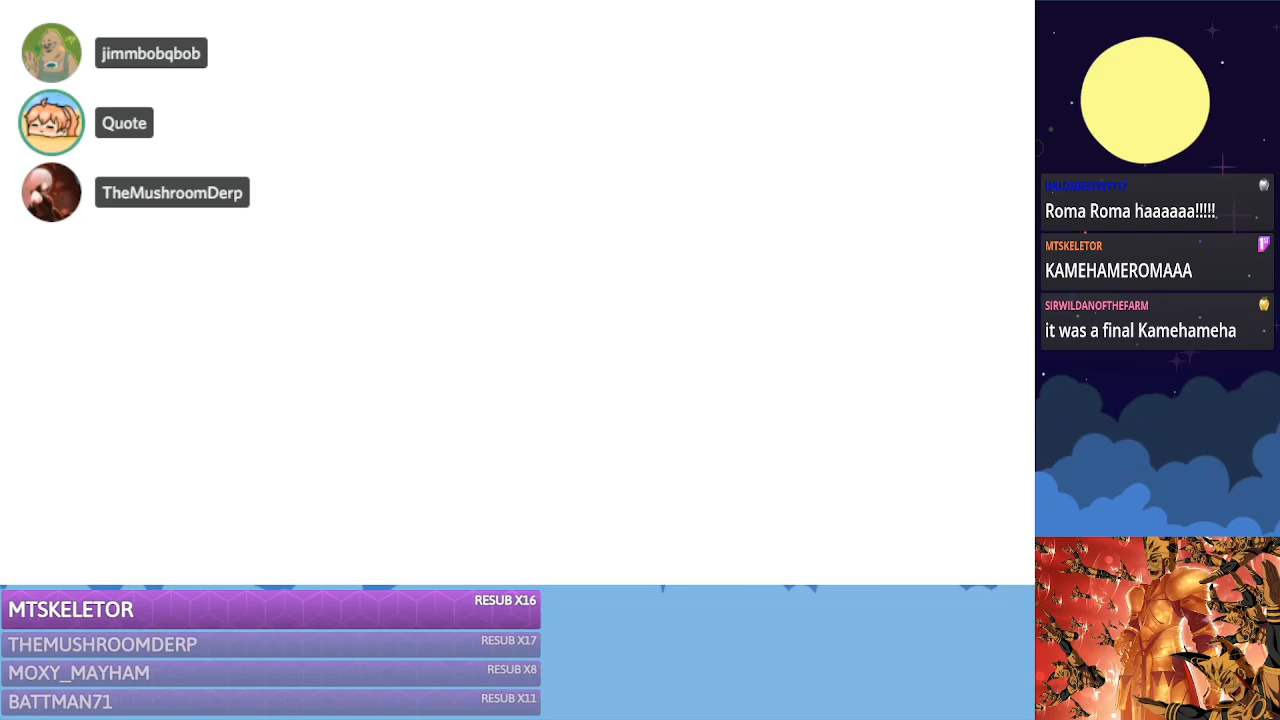 jimmbobqbob
Quote
TheMushroomDerp
Roma Roma haaaaaa!!!!!
MTSKELETOR
1ST
KAMEHAMEROMAAA
SIRWILDANOFTHEFARM
it was a final Kamehameha
MTSKELETOR RESUB X16
THEMUSHROOMDERP RESUB X17
MOXY_MAYHAM RESUB X8
BATTMAN71 RESUB X11